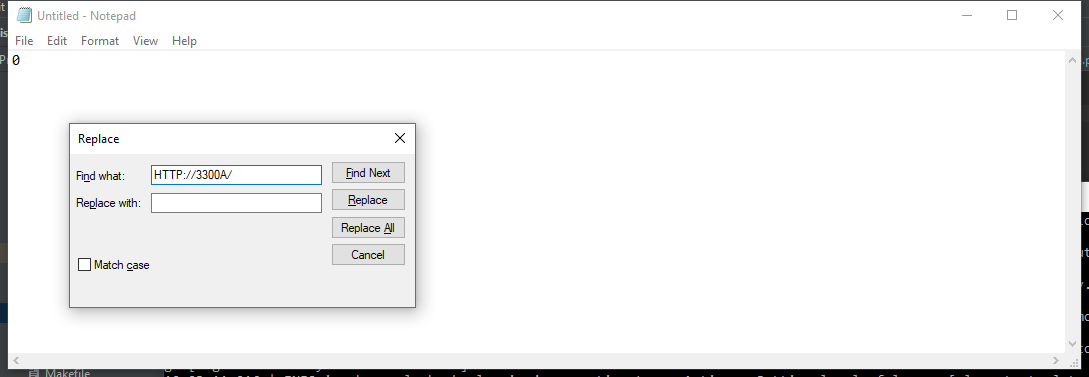 Untitled - Notepad
File Edit Format View Help
0
Replace
Find what: HTTP://3300A/ Find Next
Replace with: Replace
Replace All
Match case Cancel
Makefile